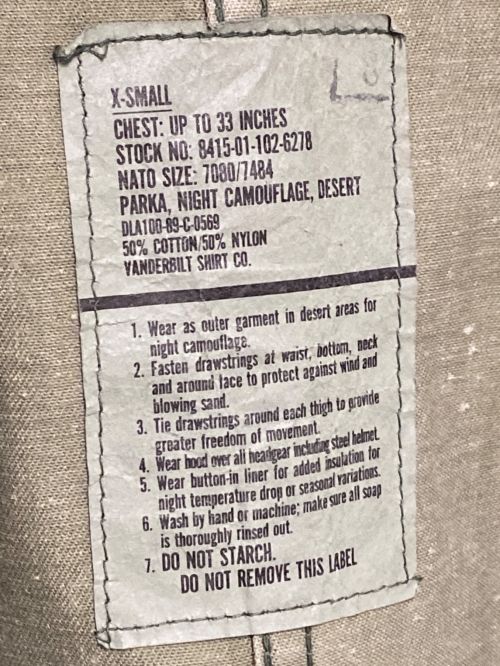 X-SMALL
CHEST: UP TO 33 INCHES
STOCK NO: 8415-01-102-6278
NATO SIZE: 7080/7484
PARKA, NIGHT CAMOUFLAGE, DESERT
DLA100-89-C-0569
50% COTTON/50% NYLON
VANDERBILT SHIRT CO.
1. Wear as outer garment in desert areas for
night camouflage.
2. Fasten drawstrings at waist, bottom, neck
and around face to protect against wind and
blowing sand.
3. Tie drawstrings around each thigh to provide
greater freedom of movement.
4. Wear hood over all headgear including steel helmet.
5. Wear button-in liner for added insulation for
night temperature drop or seasonal variations.
6. Wash by hand or machine; make sure all soap
is thoroughly rinsed out.
7. DO NOT STARCH.
DO NOT REMOVE THIS LABEL